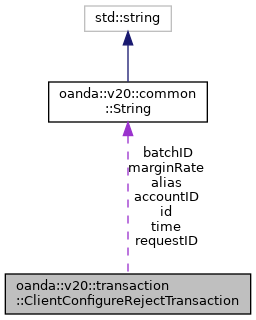 std::string
oanda::v20::common
::String
batchID
marginRate
alias
accountID
id
time
requestID
oanda::v20::transaction
::ClientConfigureRejectTransaction